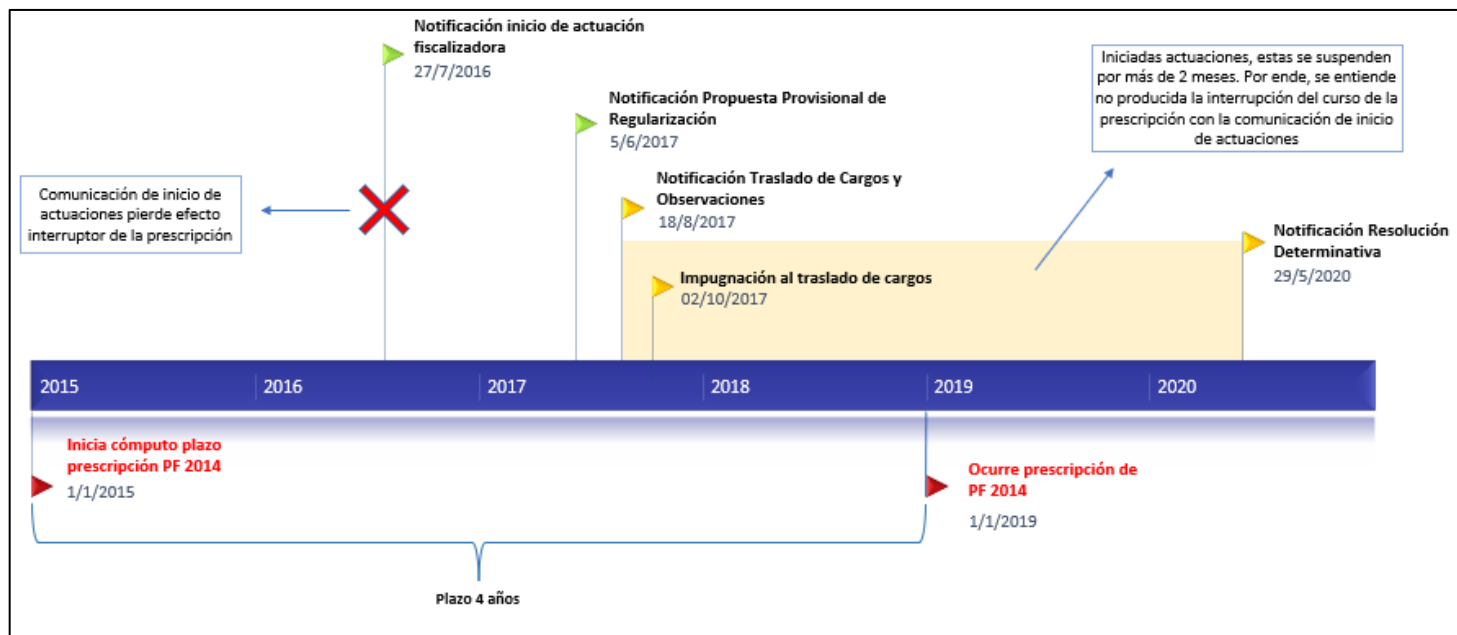 Notificación inicio de actuación
fiscalizadora
27/7/2016
Iniciadas actuaciones, estas se suspenden
por más de 2 meses. Por ende, se entiende
no producida la interrupción del curso de la
prescripción con la comunicación de inicio
de actuaciones
Notificación Propuesta Provisional de
Regularización
5/6/2017
Notificación Traslado de Cargos y
Observaciones
18/8/2017
Comunicación de inicio de
actuaciones pierde efecto
interruptor de la prescripción
Notificación Resolución
Determinativa
29/5/2020
Impugnación al traslado de cargos
02/10/2017
2015
2016
2017
2018
2019
2020
Inicia cómputo plazo
prescripción PF 2014
1/1/2015
Ocurre prescripción de
PF 2014
1/1/2019
Plazo 4 años